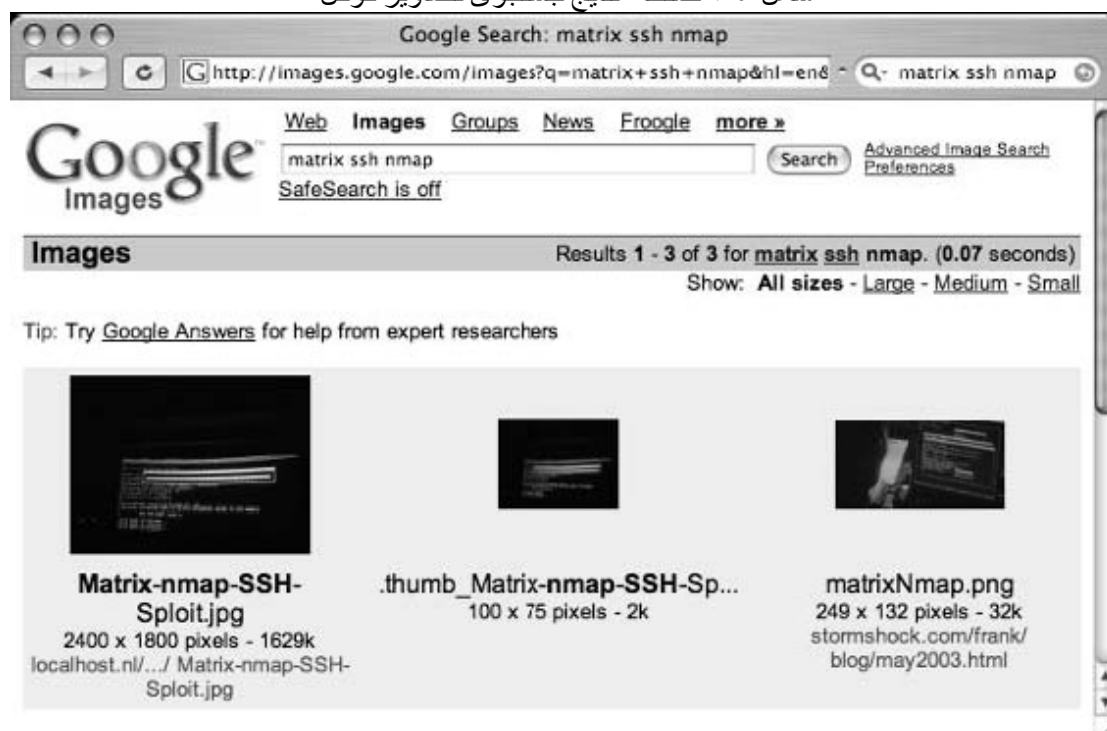 Google Search: matrix ssh nmap
http://images.google.com/images?q=matrix+ssh+nmap&hl=en&
matrix ssh nmap
Google Images
Web Images Groups News Froogle more »
matrix ssh nmap
Search
Advanced Image Search
Preferences
SafeSearch is off
Images
Results 1 - 3 of 3 for matrix ssh nmap. (0.07 seconds)
Show: All sizes - Large - Medium - Small
Tip: Try Google Answers for help from expert researchers
Matrix-nmap-SSH-
Sploit.jpg
2400 x 1800 pixels - 1629k
localhost.nl/.../ Matrix-nmap-SSH-
Sploit.jpg
.thumb_Matrix-nmap-SSH-Sp...
100 x 75 pixels - 2k
matrixNmap.png
249 x 132 pixels - 32k
stormshock.com/frank/
blog/may2003.html